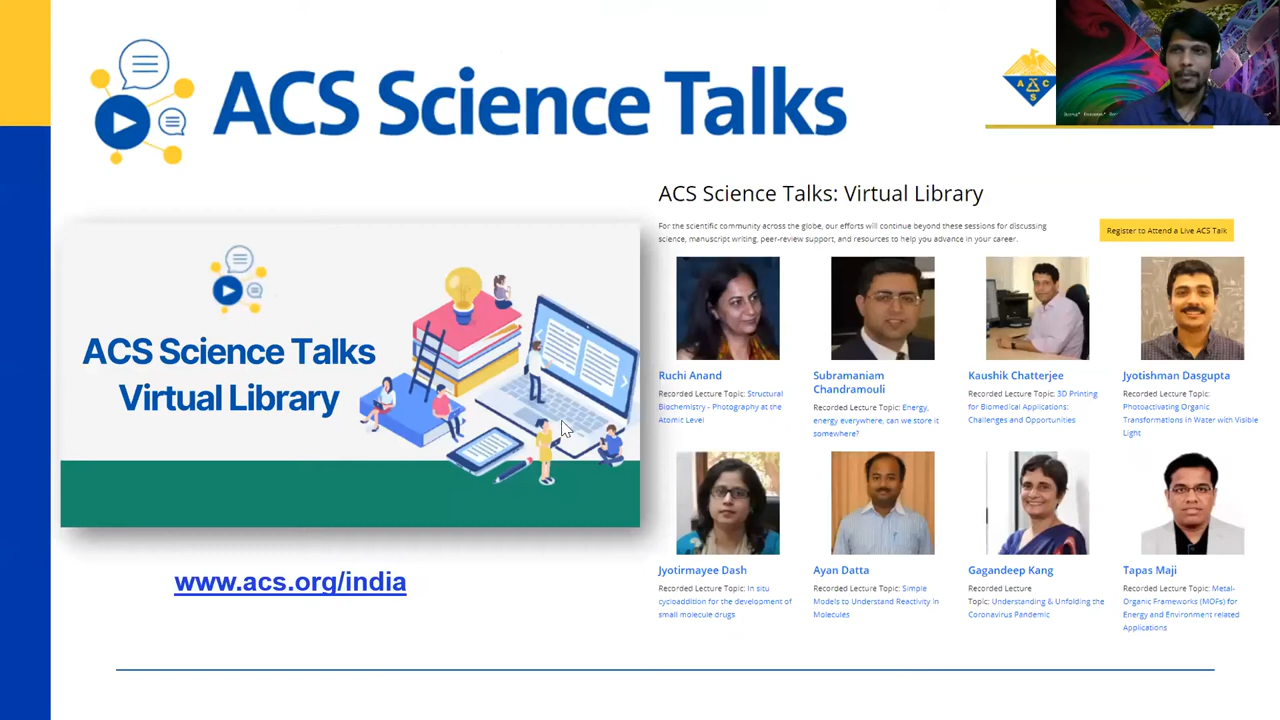 ACS Science Talks
A C S
ACS Science Talks: Virtual Library
For the scientific community across the globe, our efforts will continue beyond these sessions for discussing
science, manuscript writing, peer-review support, and resources to help you advance in your career.
Register to Attend a Live ACS Talk
ACS Science Talks
Virtual Library
www.acs.org/india
Ruchi Anand
Recorded Lecture Topic: Structural
Biochemistry - Photography at the
Atomic Level
Subramaniam
Chandramouli
Recorded Lecture Topic: Energy,
energy everywhere, can we store it
somewhere?
Kaushik Chatterjee
Recorded Lecture Topic: 3D Printing
for Biomedical Applications:
Challenges and Opportunities
Jyotishman Dasgupta
Recorded Lecture Topic:
Photoactivating Organic
Transformations in Water with Visible
Light
Jyotirmayee Dash
Recorded Lecture Topic: In situ
cycloaddition for the development of
small molecule drugs
Ayan Datta
Recorded Lecture Topic: Simple
Models to Understand Reactivity in
Molecules
Gagandeep Kang
Recorded Lecture
Topic: Understanding & Unfolding the
Coronavirus Pandemic
Tapas Maji
Recorded Lecture Topic: Metal-
Organic Frameworks (MOFs) for
Energy and Environment related
Applications